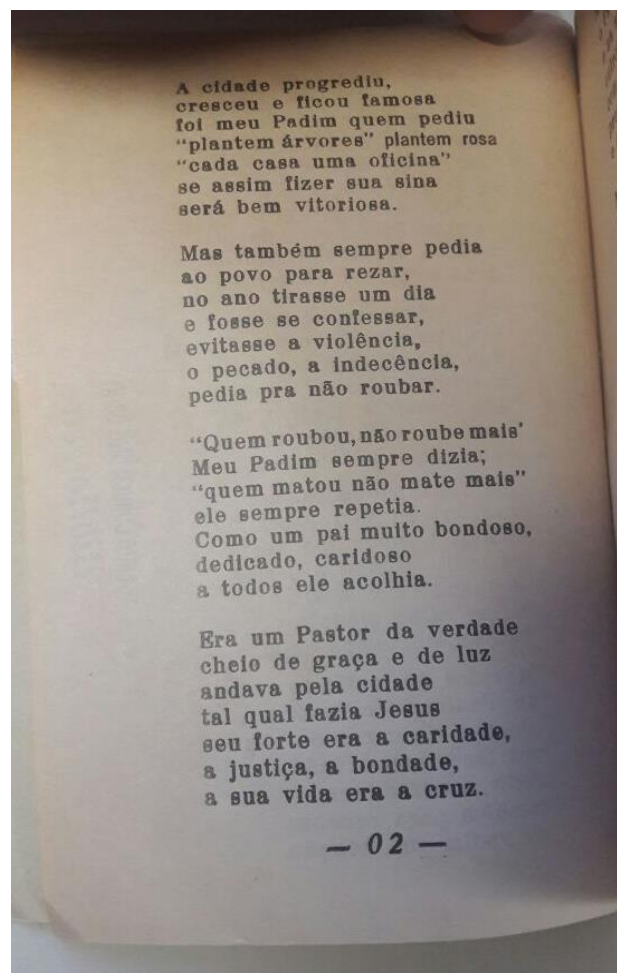 A cidade progrediu,
cresceu e ficou famosa
foi meu Padim quem pediu
“plantem árvores” plantem rosa
“cada casa uma oficina”
se assim fizer sua sina
será bem vitoriosa.
Mas também sempre pedia
ao povo para rezar,
no ano tirasse um dia
e fosse se confessar,
evitasse a violência,
o pecado, a indecência,
pedia pra não roubar.
“Quem roubou, não roube mais’
Meu Padim sempre dizia;
“quem matou não mate mais”
ele sempre repetia.
Como um pai muito bondoso,
dedicado, caridoso
a todos ele acolhia.
Era um Pastor da verdade
cheio de graça e de luz
andava pela cidade
tal qual fazia Jesus
seu forte era a caridade,
a justiça, a bondade,
a sua vida era a cruz.
— 02 —